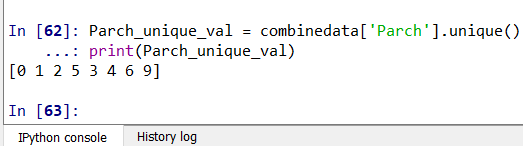 In [62]: Parch_unique_val = combinedata['Parch'].unique()
...: print(Parch_unique_val)
[0 1 2 5 3 4 6 9]
In [63]:
IPython console History log